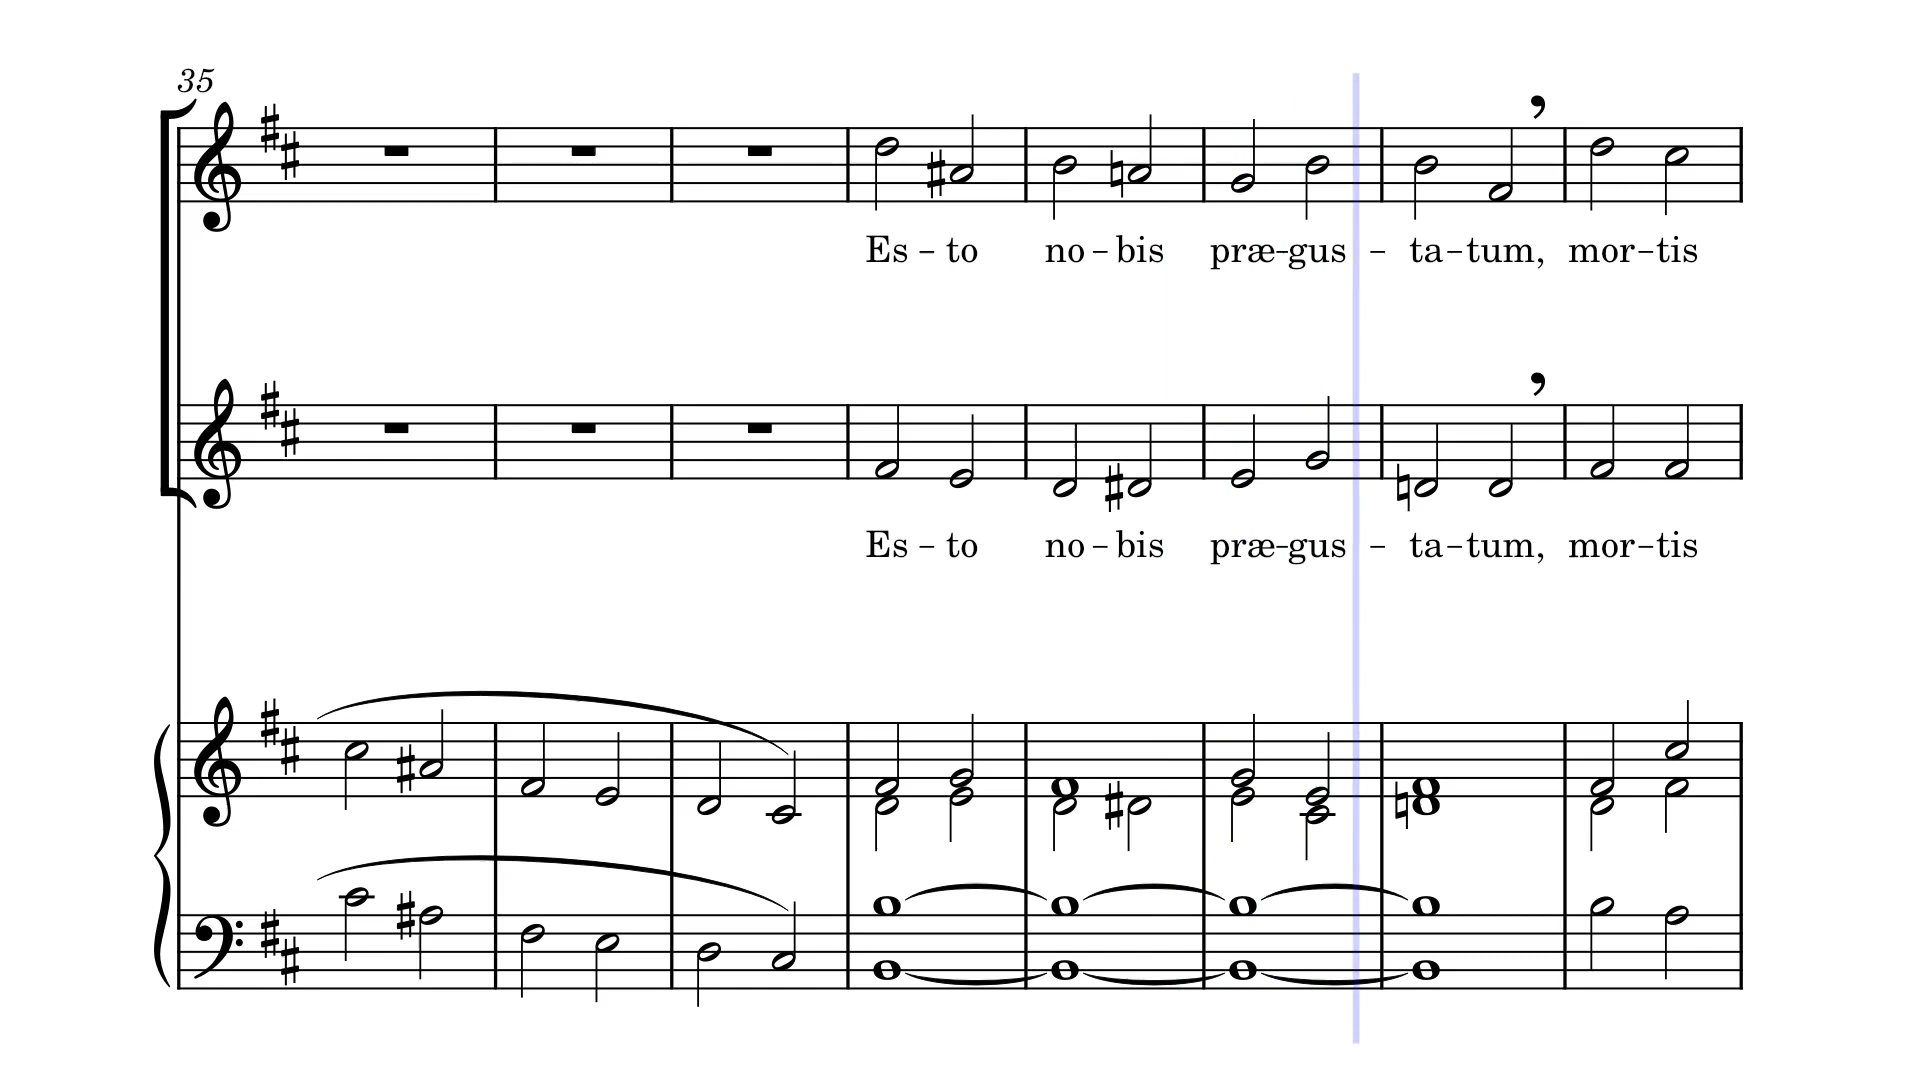 35
Es – to no – bis præ–gus – ta–tum, mor–tis
Es – to no – bis præ–gus – ta–tum, mor–tis